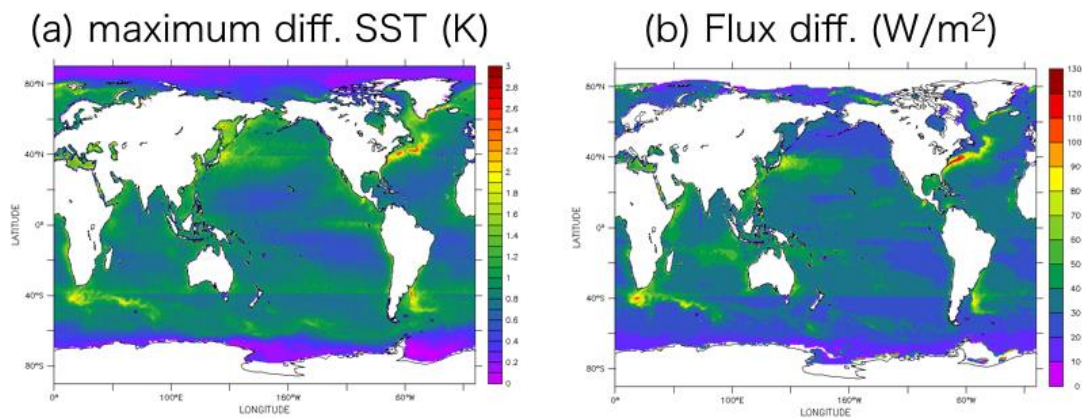 (a) maximum diff. SST (K)
(b) Flux diff. (W/m²)
80°N
40°N
0°
40°S
80°S
LATITUDE
0°
100°E
160°W
60°W
LONGITUDE
3
2.8
2.6
2.4
2.2
2
1.8
1.6
1.4
1.2
1
0.8
0.6
0.4
0.2
0
80°N
40°N
0°
40°S
80°S
LATITUDE
0°
100°E
160°W
60°W
LONGITUDE
130
120
110
100
90
80
70
60
50
40
30
20
10
0